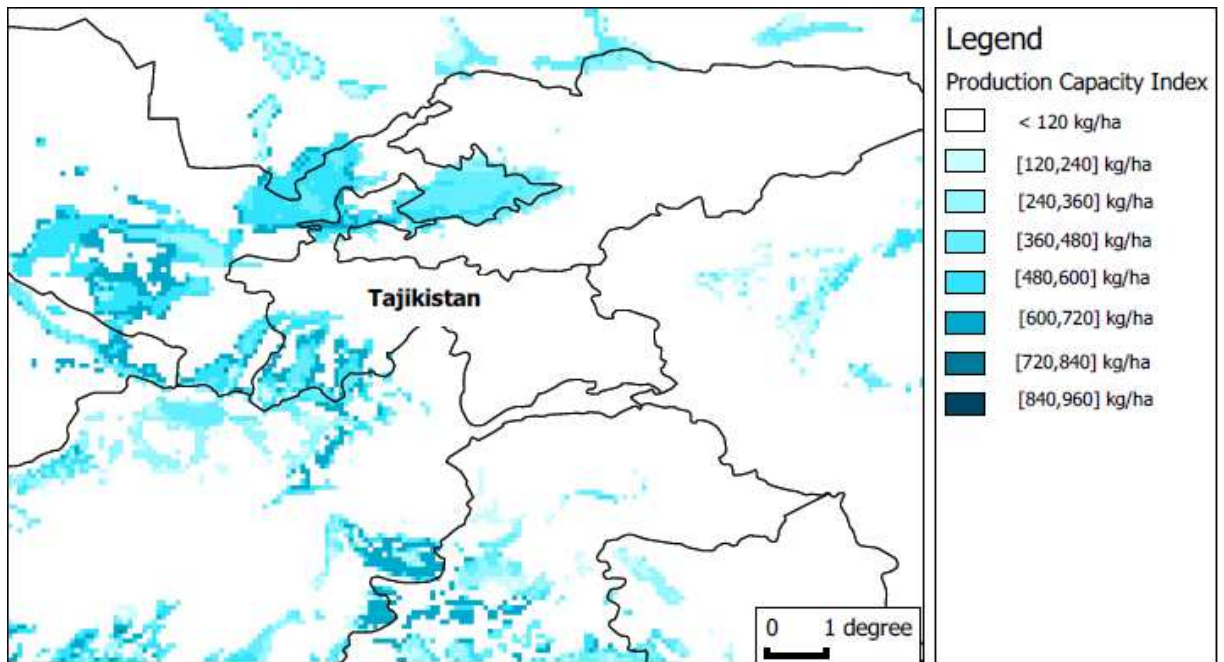 Tajikistan
0 1 degree
Legend
Production Capacity Index
< 120 kg/ha
[120,240] kg/ha
[240,360] kg/ha
[360,480] kg/ha
[480,600] kg/ha
[600,720] kg/ha
[720,840] kg/ha
[840,960] kg/ha